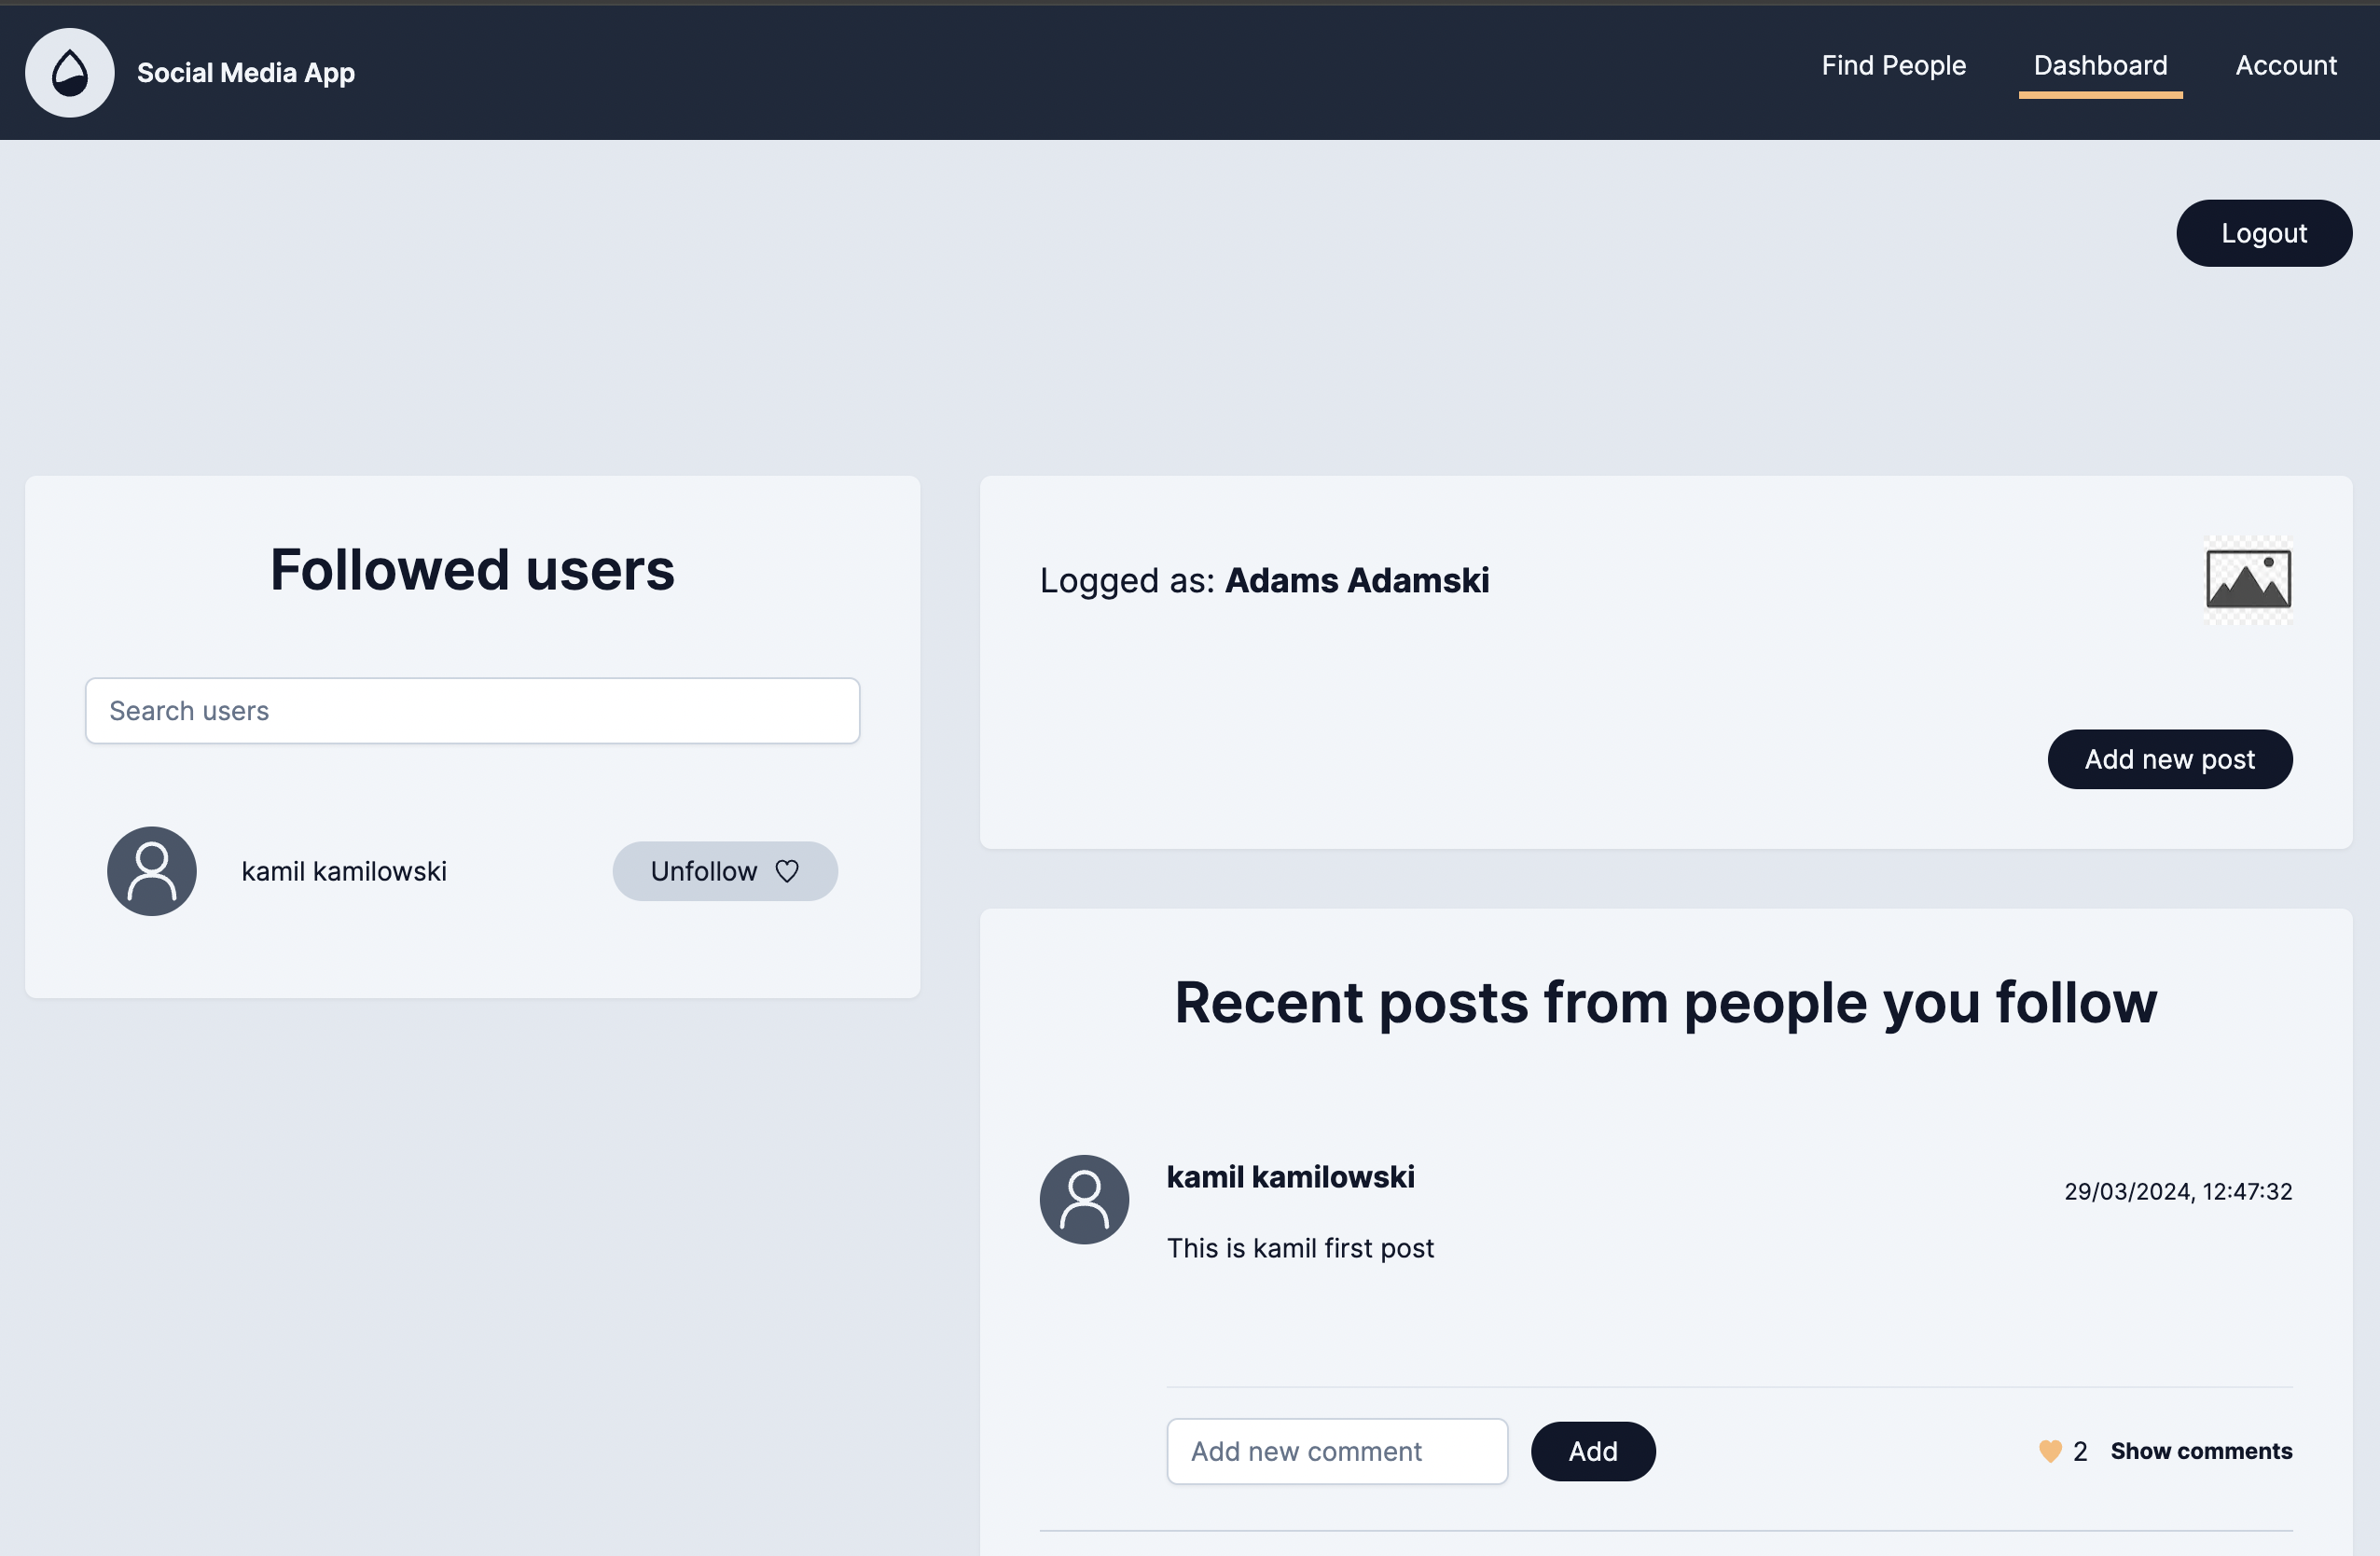 Social Media App
Find People
Dashboard
Account
Logout
Followed users
Search users
kamil kamilowski
Unfollow
Logged as: Adams Adamski
Add new post
Recent posts from people you follow
kamil kamilowski
29/03/2024, 12:47:32
This is kamil first post
Add new comment
Add
2
Show comments